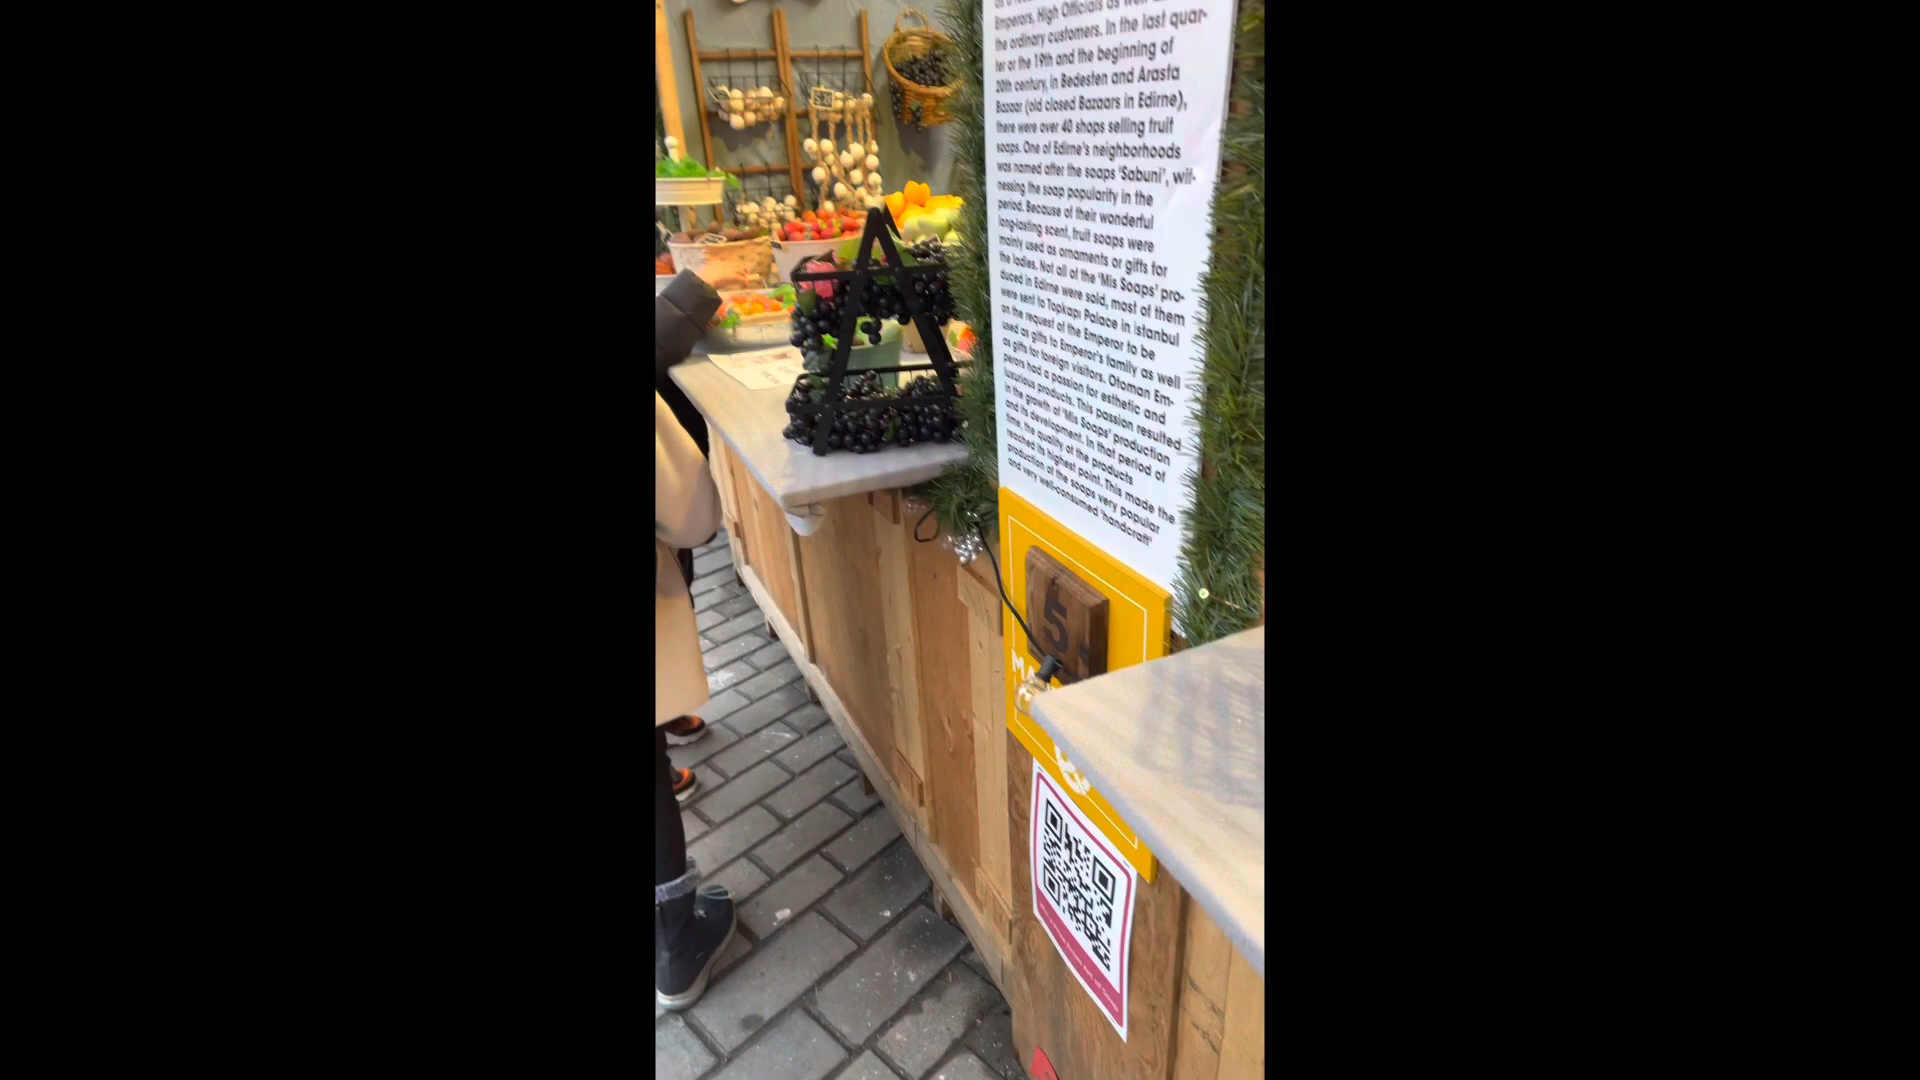 Emperors, High Officials as well
the ordinary customers. In the last quar-
ter or the 19th and the beginning of
20th century, in Bedesten and Arasta
Bazaar (old closed Bazaars in Edirne),
there were over 40 shops selling fruit
soaps. One of Edirne's neighborhoods
was named after the soaps 'Sabuni', wit-
nessing the soap popularity in the
period. Because of their wonderful
long-lasting scent, fruit soaps were
mainly used as ornaments or gifts for
the ladies. Not all of the 'Mis Soaps' pro-
duced in Edirne were sold, most of them
were sent to Topkapı Palace in istanbul
on the request of the Emperor to be
used as gifts to Emperor's family as well
as gifts for foreign visitors. Otoman Em-
perors had a passion for esthetic and
luxurious products. This passion resulted
in the growth of 'Mis Soaps' production
and its development. In that period of
time, the quality of the products
reached its highest point. This made the
production of the soaps very popular
and very well-consumed 'handcraft'
5
MA